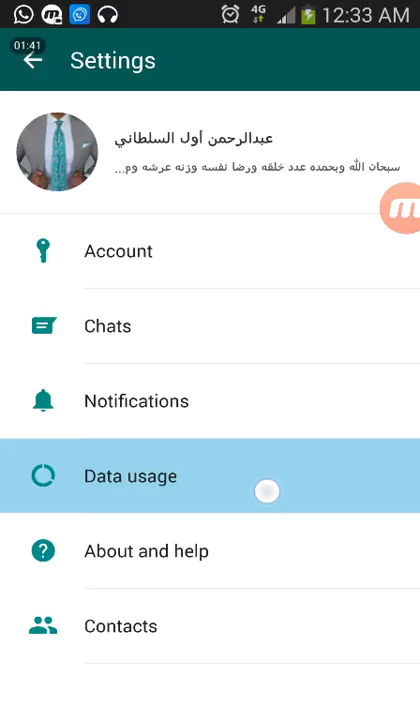 4G 12:33 AM
01:41
Settings
عبدالرحمن أول السلطاني
سبحان الله وبحمده عدد خلقه ورضا نفسه وزنه عرشه وم...
Account
Chats
Notifications
Data usage
About and help
Contacts